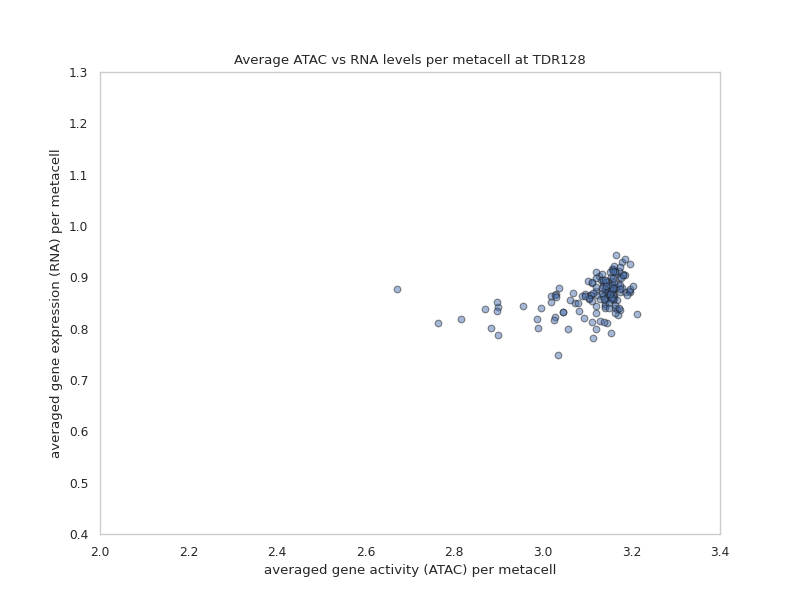 Average ATAC vs RNA levels per metacell at TDR128
averaged gene expression (RNA) per metacell
1.3
1.2
1.1
1.0
0.9
0.8
0.7
0.6
0.5
0.4
2.0 2.2 2.4 2.6 2.8 3.0 3.2 3.4
averaged gene activity (ATAC) per metacell